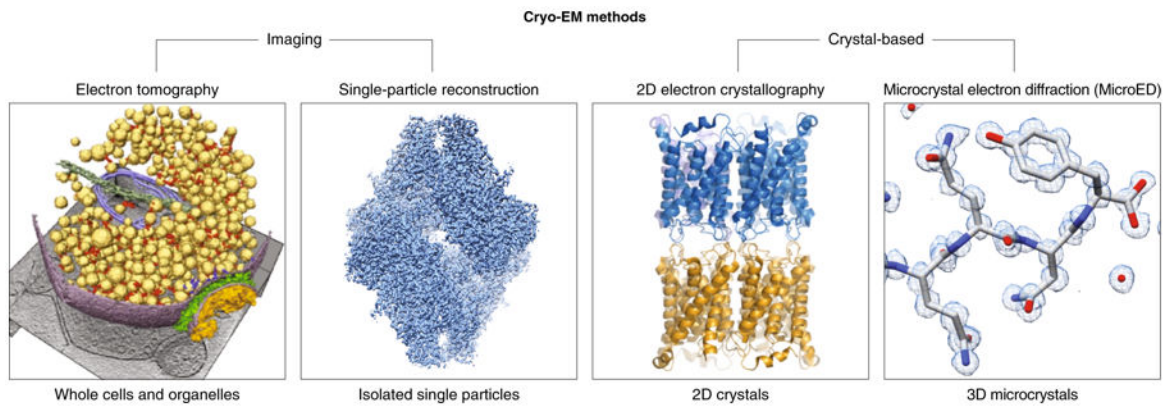 Cryo-EM methods
Imaging
Crystal-based
Electron tomography
Single-particle reconstruction
2D electron crystallography
Microcrystal electron diffraction (MicroED)
Whole cells and organelles
Isolated single particles
2D crystals
3D microcrystals